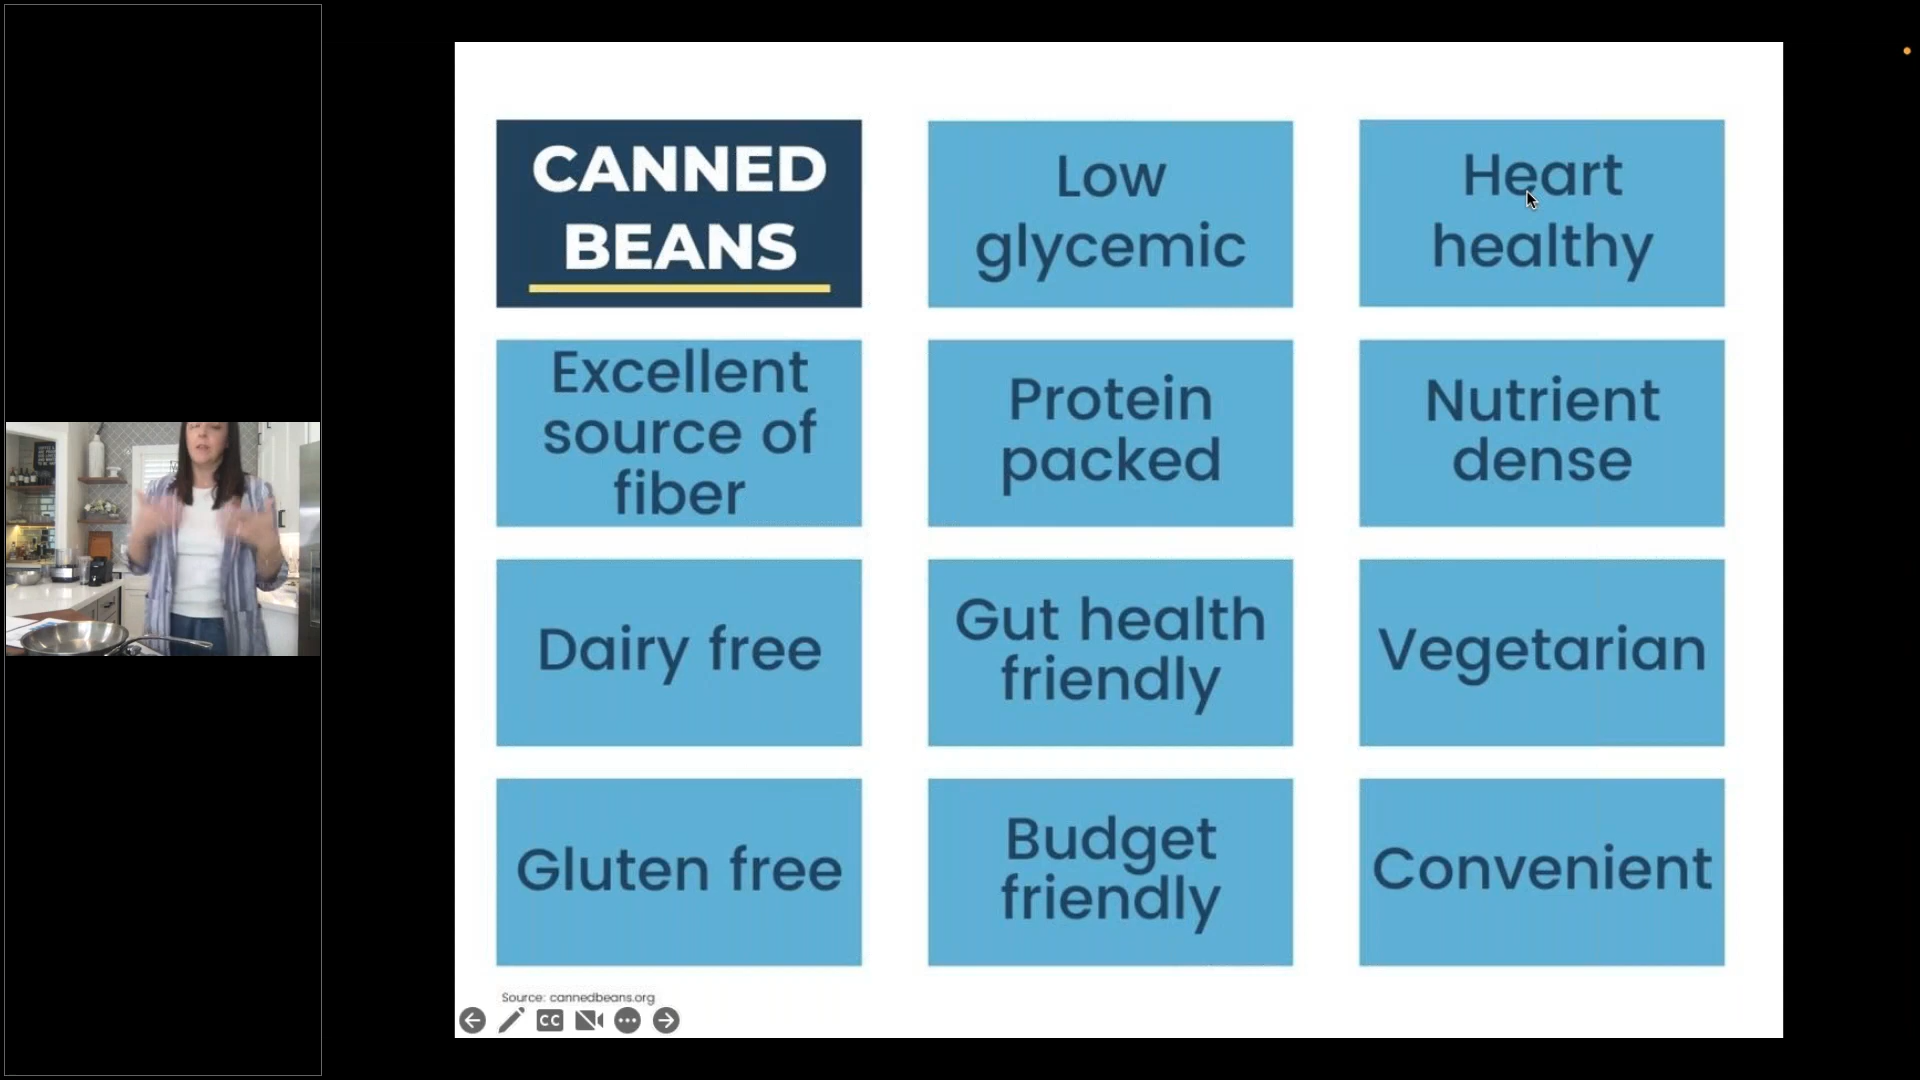 CANNED
BEANS
Low
glycemic
Heart
healthy
Excellent
source of
fiber
Protein
packed
Nutrient
dense
Dairy free
Gut health
friendly
Vegetarian
Gluten free
Budget
friendly
Convenient
Source: cannedbeans.org
CC